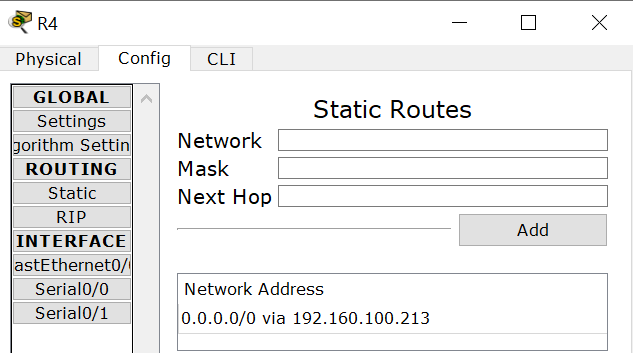 R4
Physical
Config
CLI
GLOBAL
Settings
gorithm Settin
ROUTING
Static
RIP
INTERFACE
astEthernet0/0
Serial0/0
Serial0/1
Static Routes
Network
Mask
Next Hop
Add
Network Address
0.0.0.0/0 via 192.160.100.213